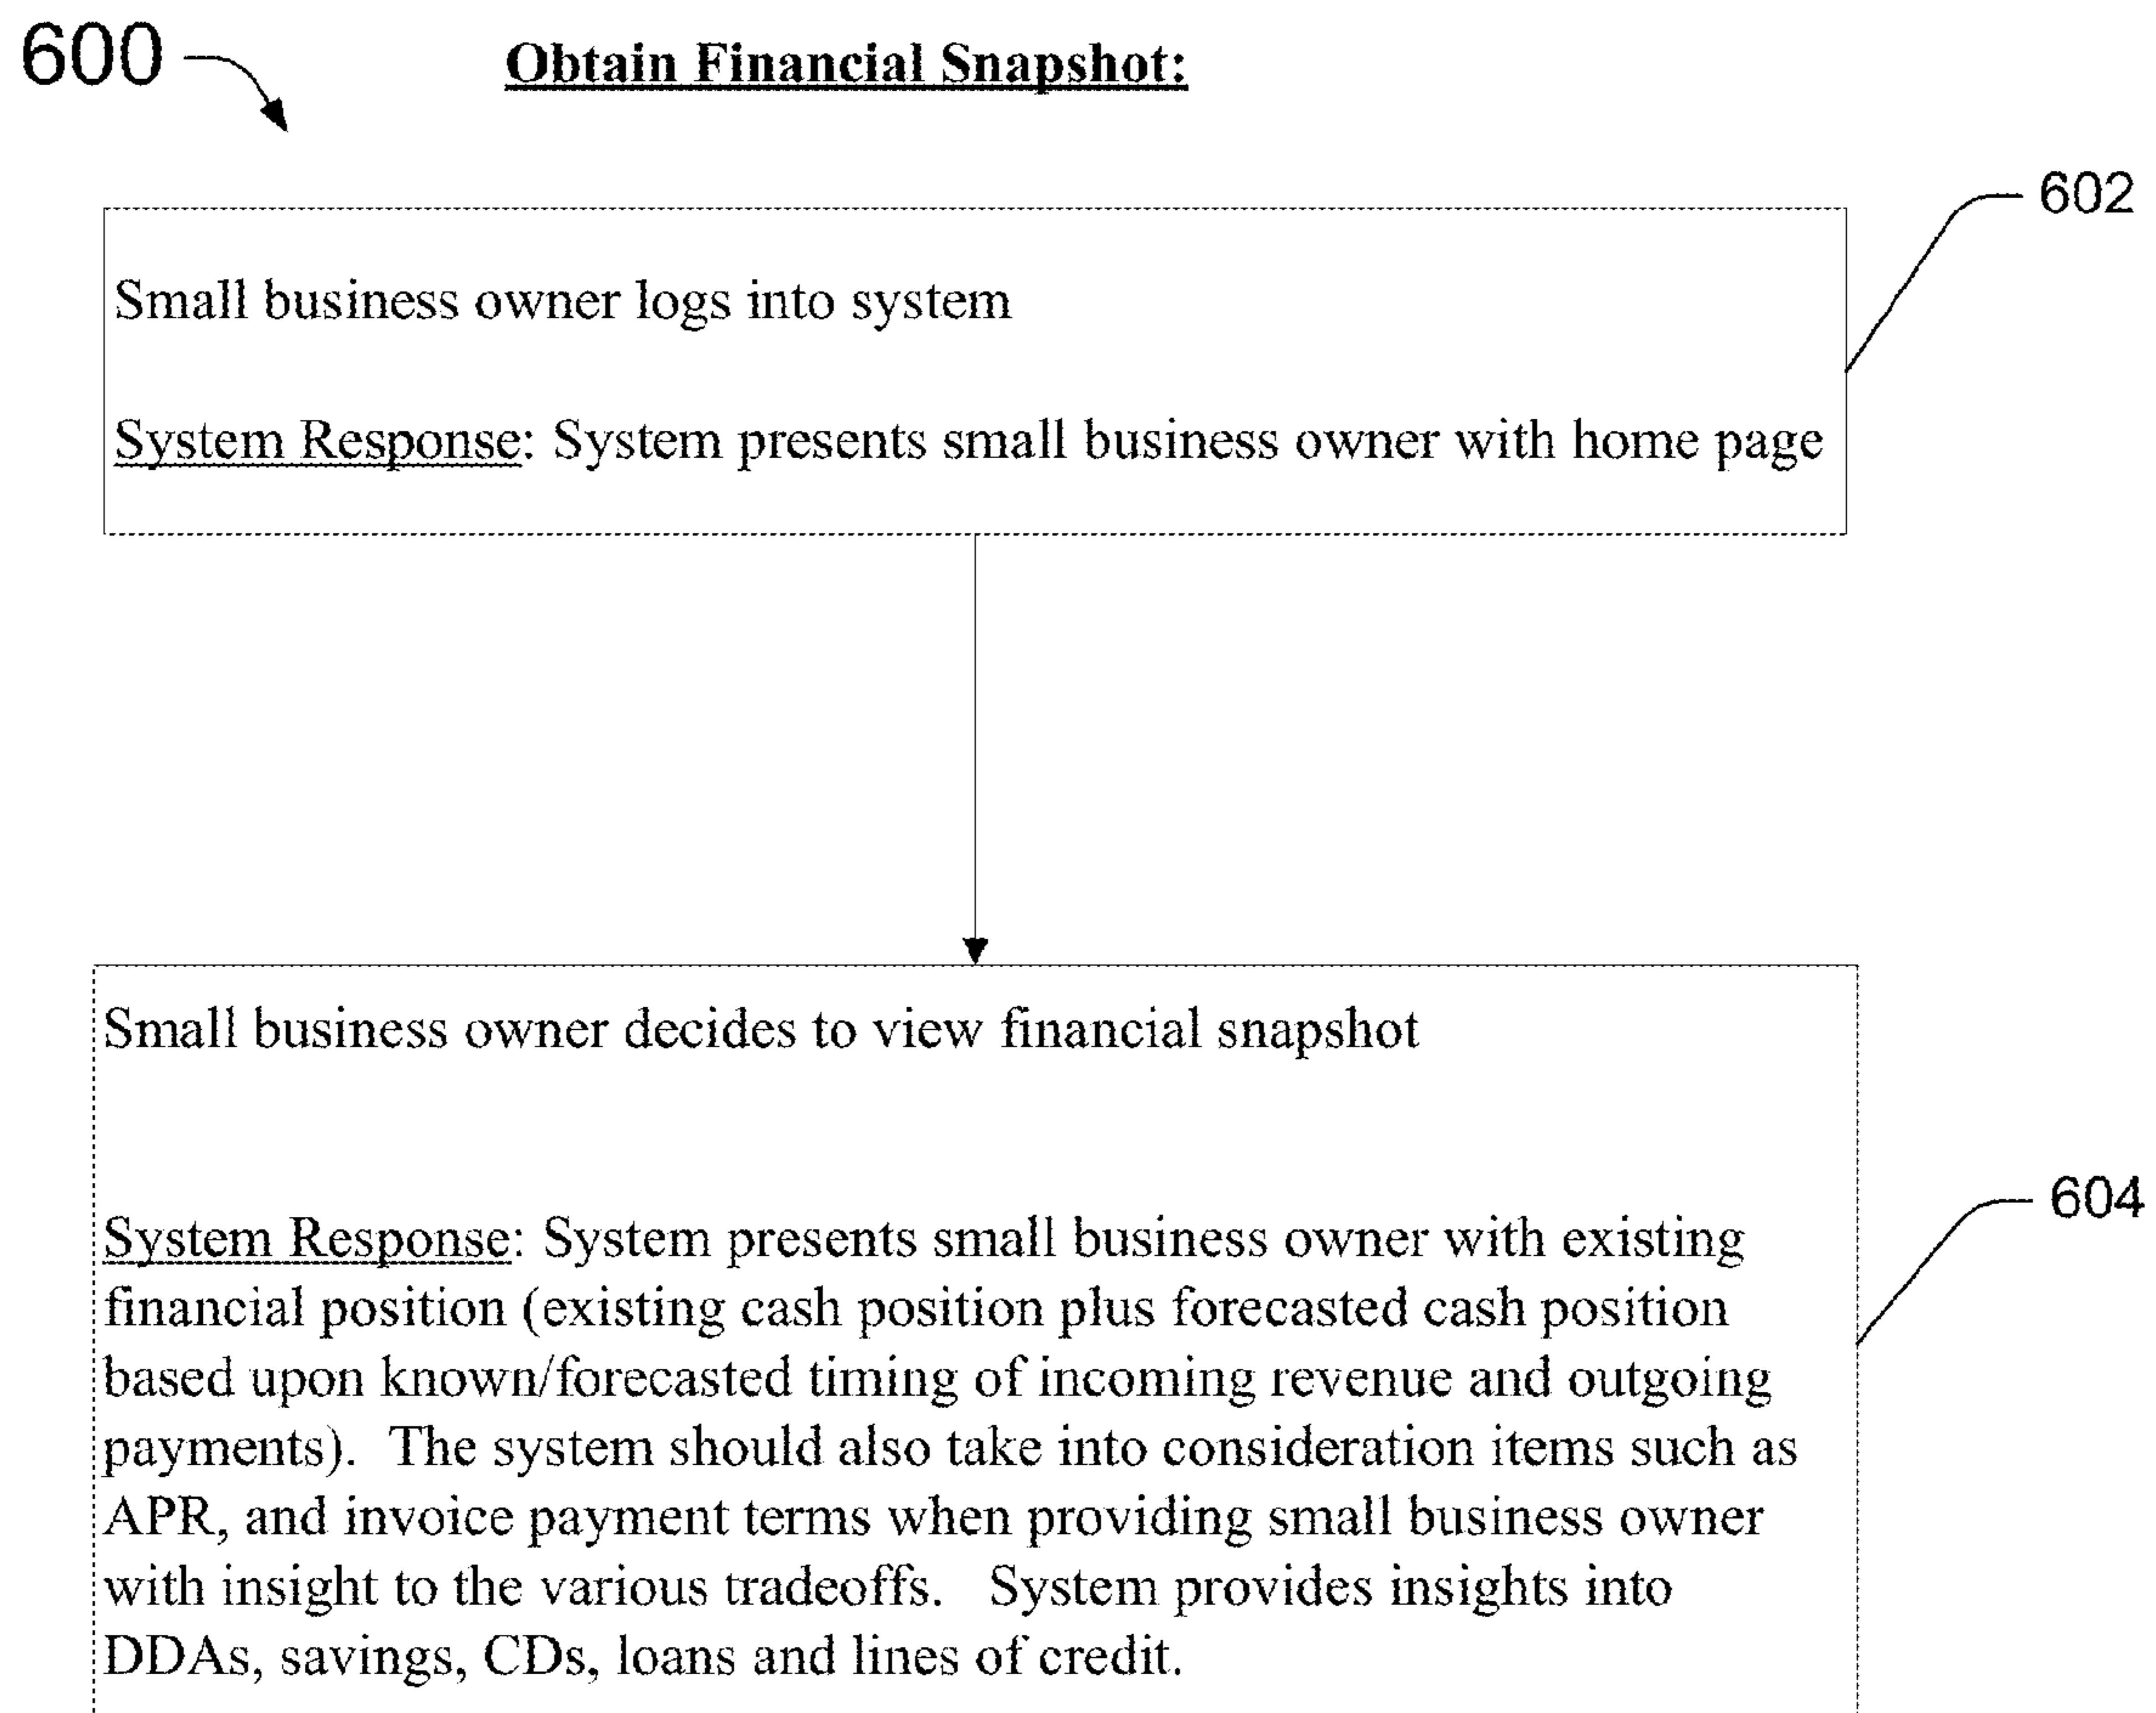 600
Obtain Financial Snapshot:
602
Small business owner logs into system
System Response: System presents small business owner with home page
Small business owner decides to view financial snapshot
604
System Response: System presents small business owner with existing
financial position (existing cash position plus forecasted cash position
based upon known/forecasted timing of incoming revenue and outgoing
payments).  The system should also take into consideration items such as
APR, and invoice payment terms when providing small business owner
with insight to the various tradeoffs.   System provides insights into
DDAs, savings, CDs, loans and lines of credit.